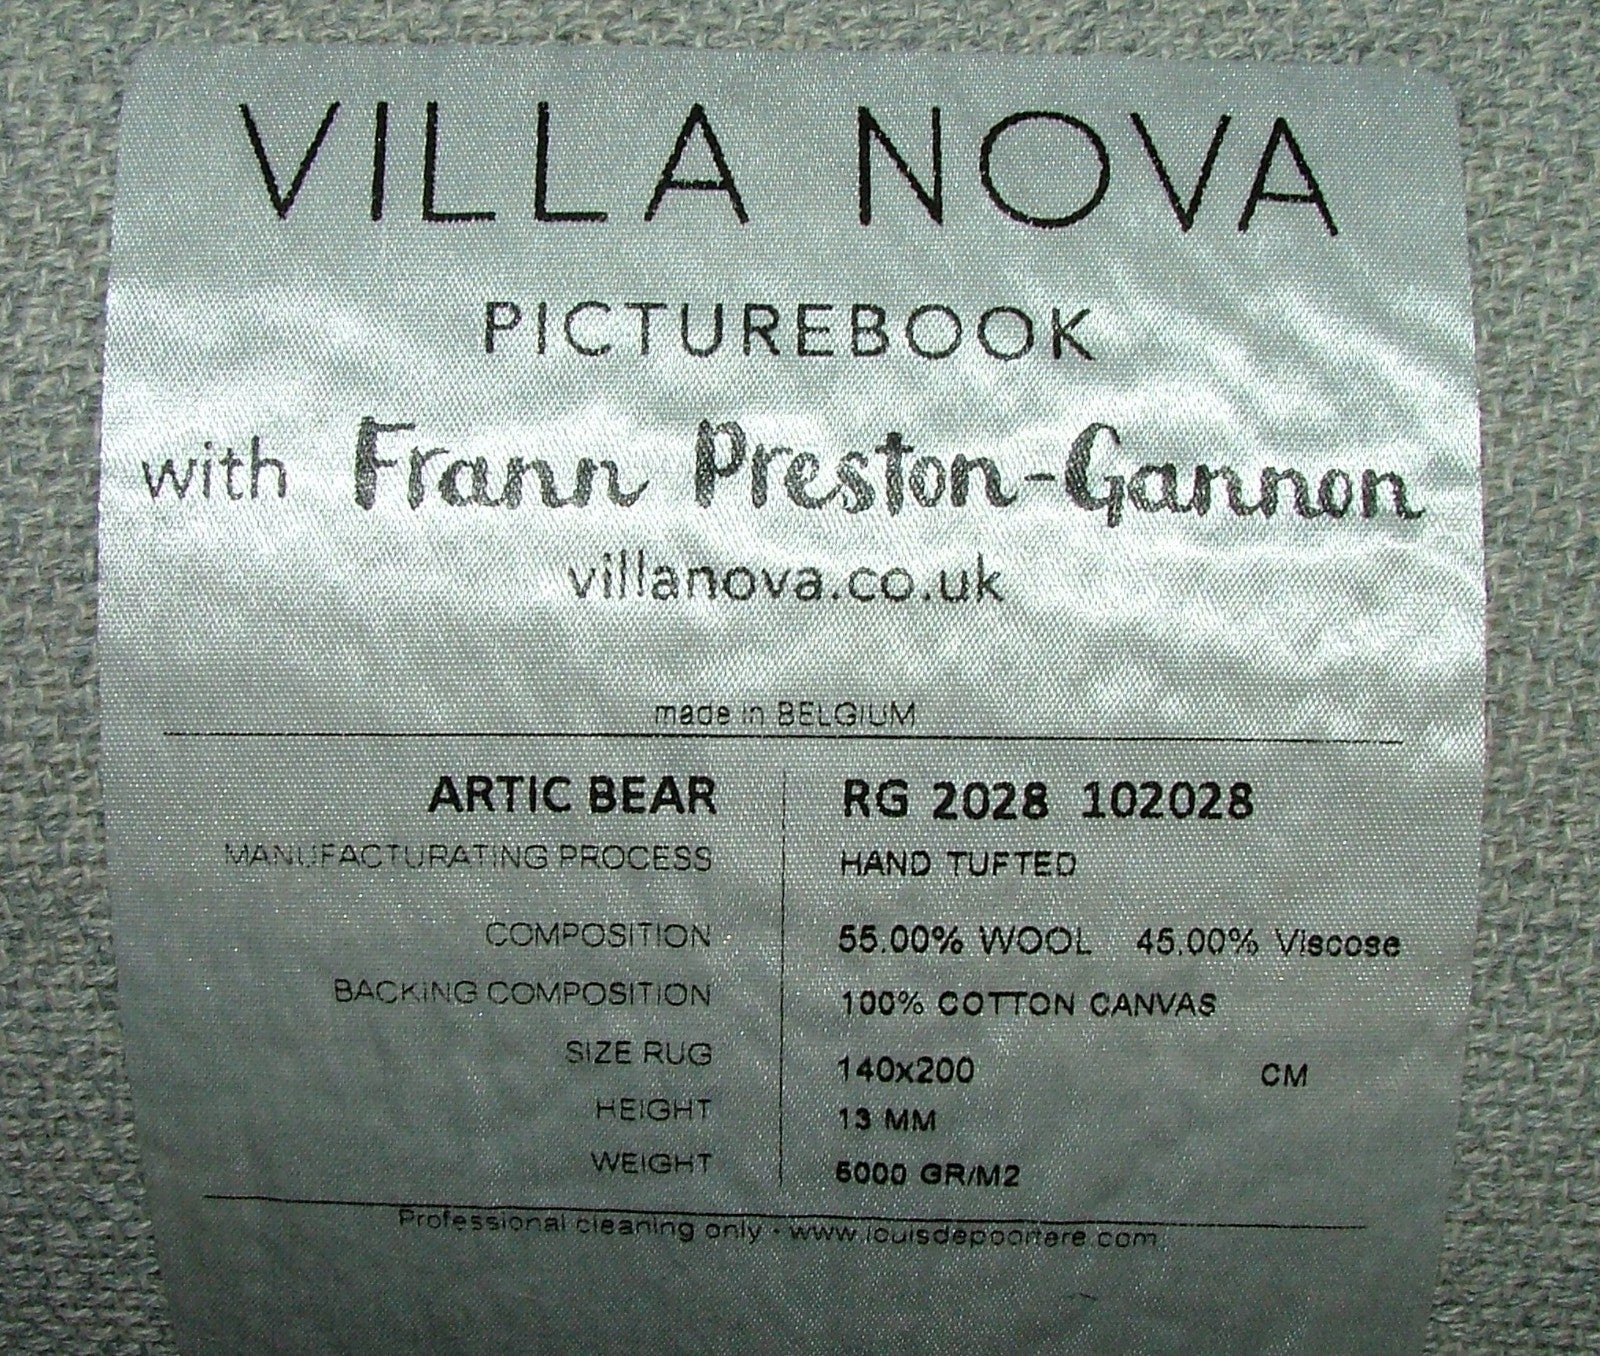 VILLA NOVA
PICTUREBOOK
with Frann Preston-Gannon
villanova.co.uk
made in BELGIUM
ARTIC BEAR RG 2028 102028
MANUFACTURATING PROCESS HAND TUFTED
COMPOSITION 55.00% WOOL 45.00% Viscose
BACKING COMPOSITION 100% COTTON CANVAS
SIZE RUG 140x200 CM
HEIGHT 13 MM
WEIGHT 5000 GR/M2
Professional cleaning only - www.louisdepoortere.com